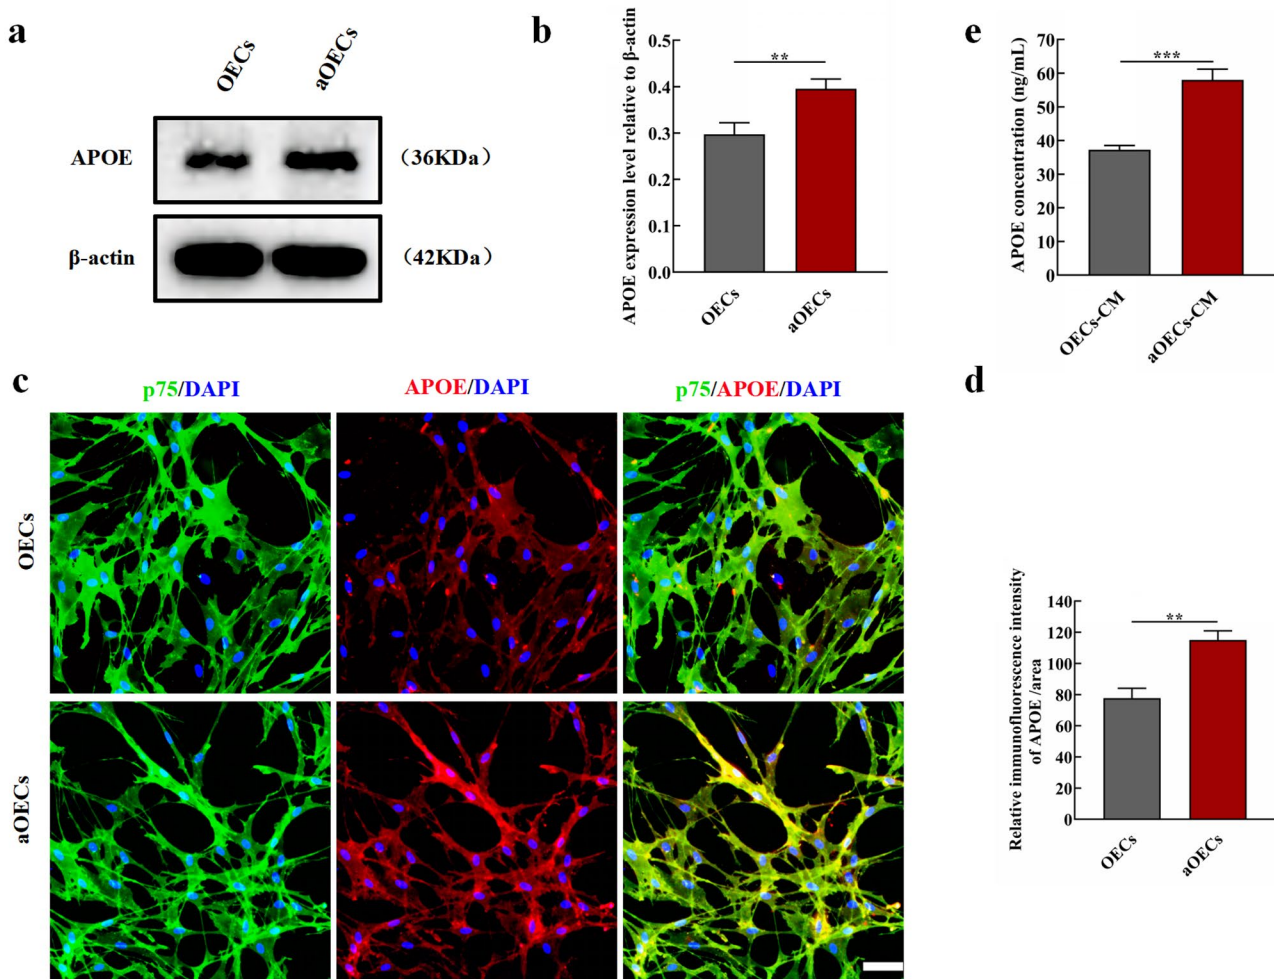 a
OECs
aOECs
APOE
（36KDa）
β-actin
（42KDa）
b
APOE expression level relative to β-actin
0.5
0.4
0.3
0.2
0.1
0.0
**
OECs
aOECs
e
APOE concentration (ng/mL)
70
60
50
40
30
20
10
0
***
OECs-CM
aOECs-CM
c
p75/DAPI
APOE/DAPI
p75/APOE/DAPI
OECs
aOECs
d
Relative immunofluorescence intensity
of APOE /area
140
120
100
80
60
40
20
0
**
OECs
aOECs